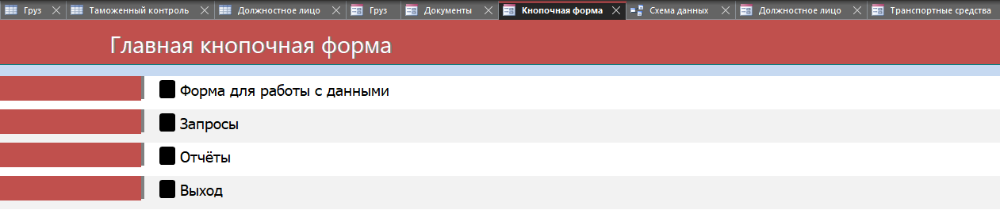 Груз Таможенный контроль Должностное лицо Груз Документы Кнопочная форма Схема данных Должностное лицо Транспортные средства
Главная кнопочная форма
Форма для работы с данными
Запросы
Отчёты
Выход